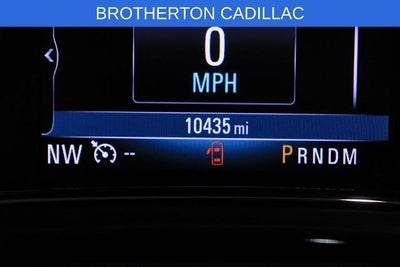 BROTHERTON CADILLAC
0
MPH
10435 mi
NW -- PRNDM